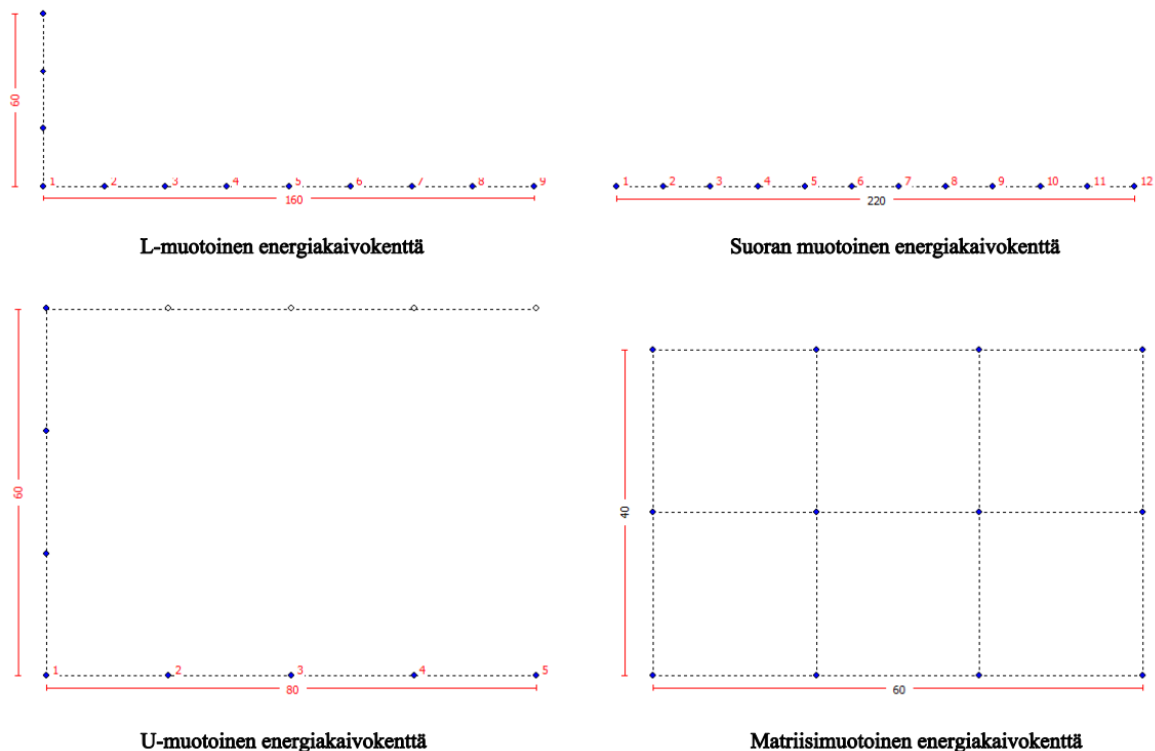 60
1 2 3 4 5 6 7 8 9
160
L-muotoinen energiakaivokenttä
1 2 3 4 5 6 7 8 9 10 11 12
220
Suoran muotoinen energiakaivokenttä
60
1 2 3 4 5
80
U-muotoinen energiakaivokenttä
40
60
Matriisimuotoinen energiakaivokenttä